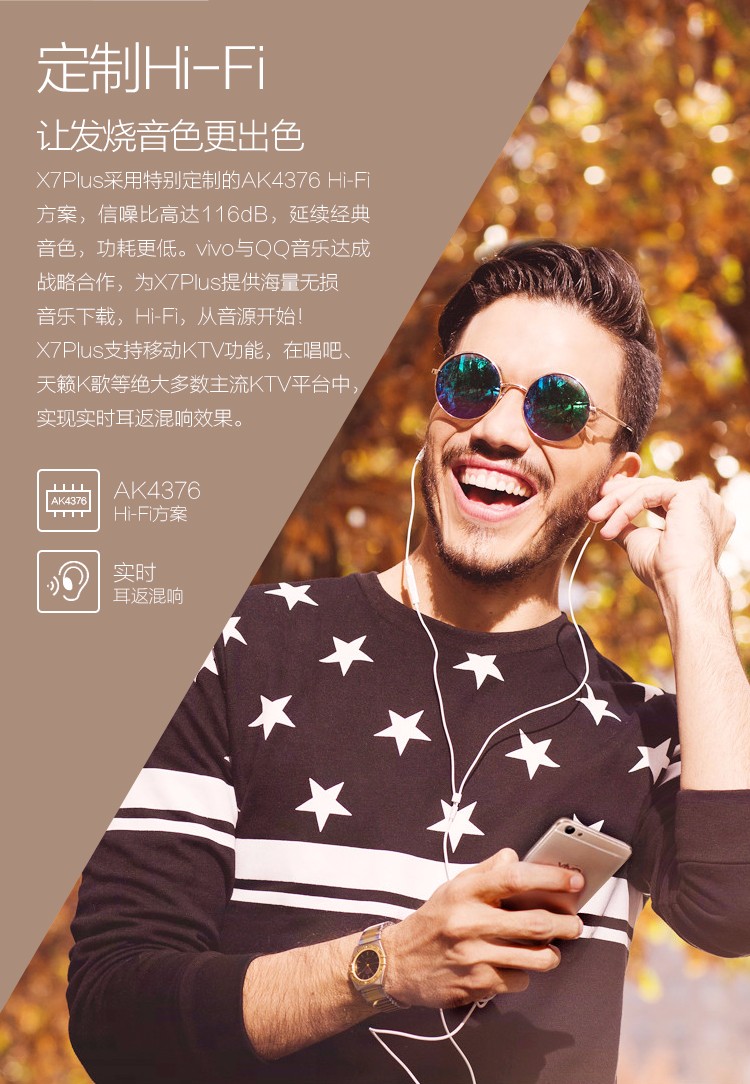 定制Hi-Fi
让发烧音色更出色
X7Plus采用特别定制的AK4376 Hi-Fi
方案，信噪比高达116dB，延续经典
音色，功耗更低。vivo与QQ音乐达成
战略合作，为X7Plus提供海量无损
音乐下载，Hi-Fi，从音源开始！
X7Plus支持移动KTV功能，在唱吧、
天籁K歌等绝大多数主流KTV平台中，
实现实时耳返混响效果。
AK4376
AK4376
Hi-Fi方案
实时
耳返混响
vivo